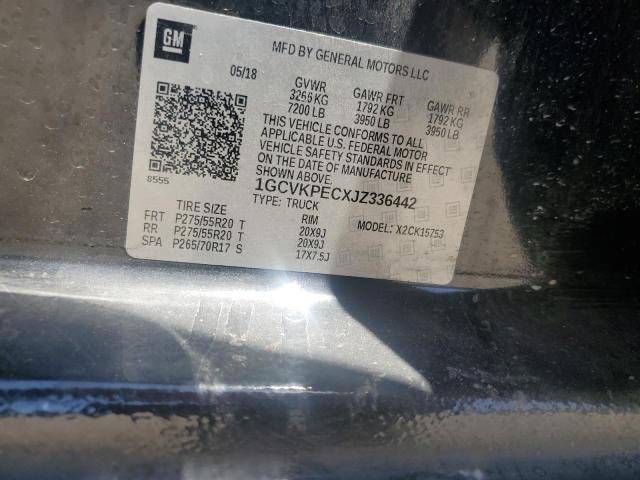 GM
MFD BY GENERAL MOTORS LLC
05/18 GVWR GAWR FRT GAWR RR
3266 KG 1792 KG 1792 KG
7200 LB 3950 LB 3950 LB
THIS VEHICLE CONFORMS TO ALL
APPLICABLE U.S. FEDERAL MOTOR
VEHICLE SAFETY STANDARDS IN EFFECT
ON THE DATE OF MANUFACTURE
SHOWN ABOVE.
8555 1GCVKPECXJZ336442
TYPE: TRUCK MODEL: X2CK15753
TIRE SIZE RIM
FRT P275/55R20 T 20X9J
RR P275/55R20 T 20X9J
SPA P265/70R17 S 17X7.5J